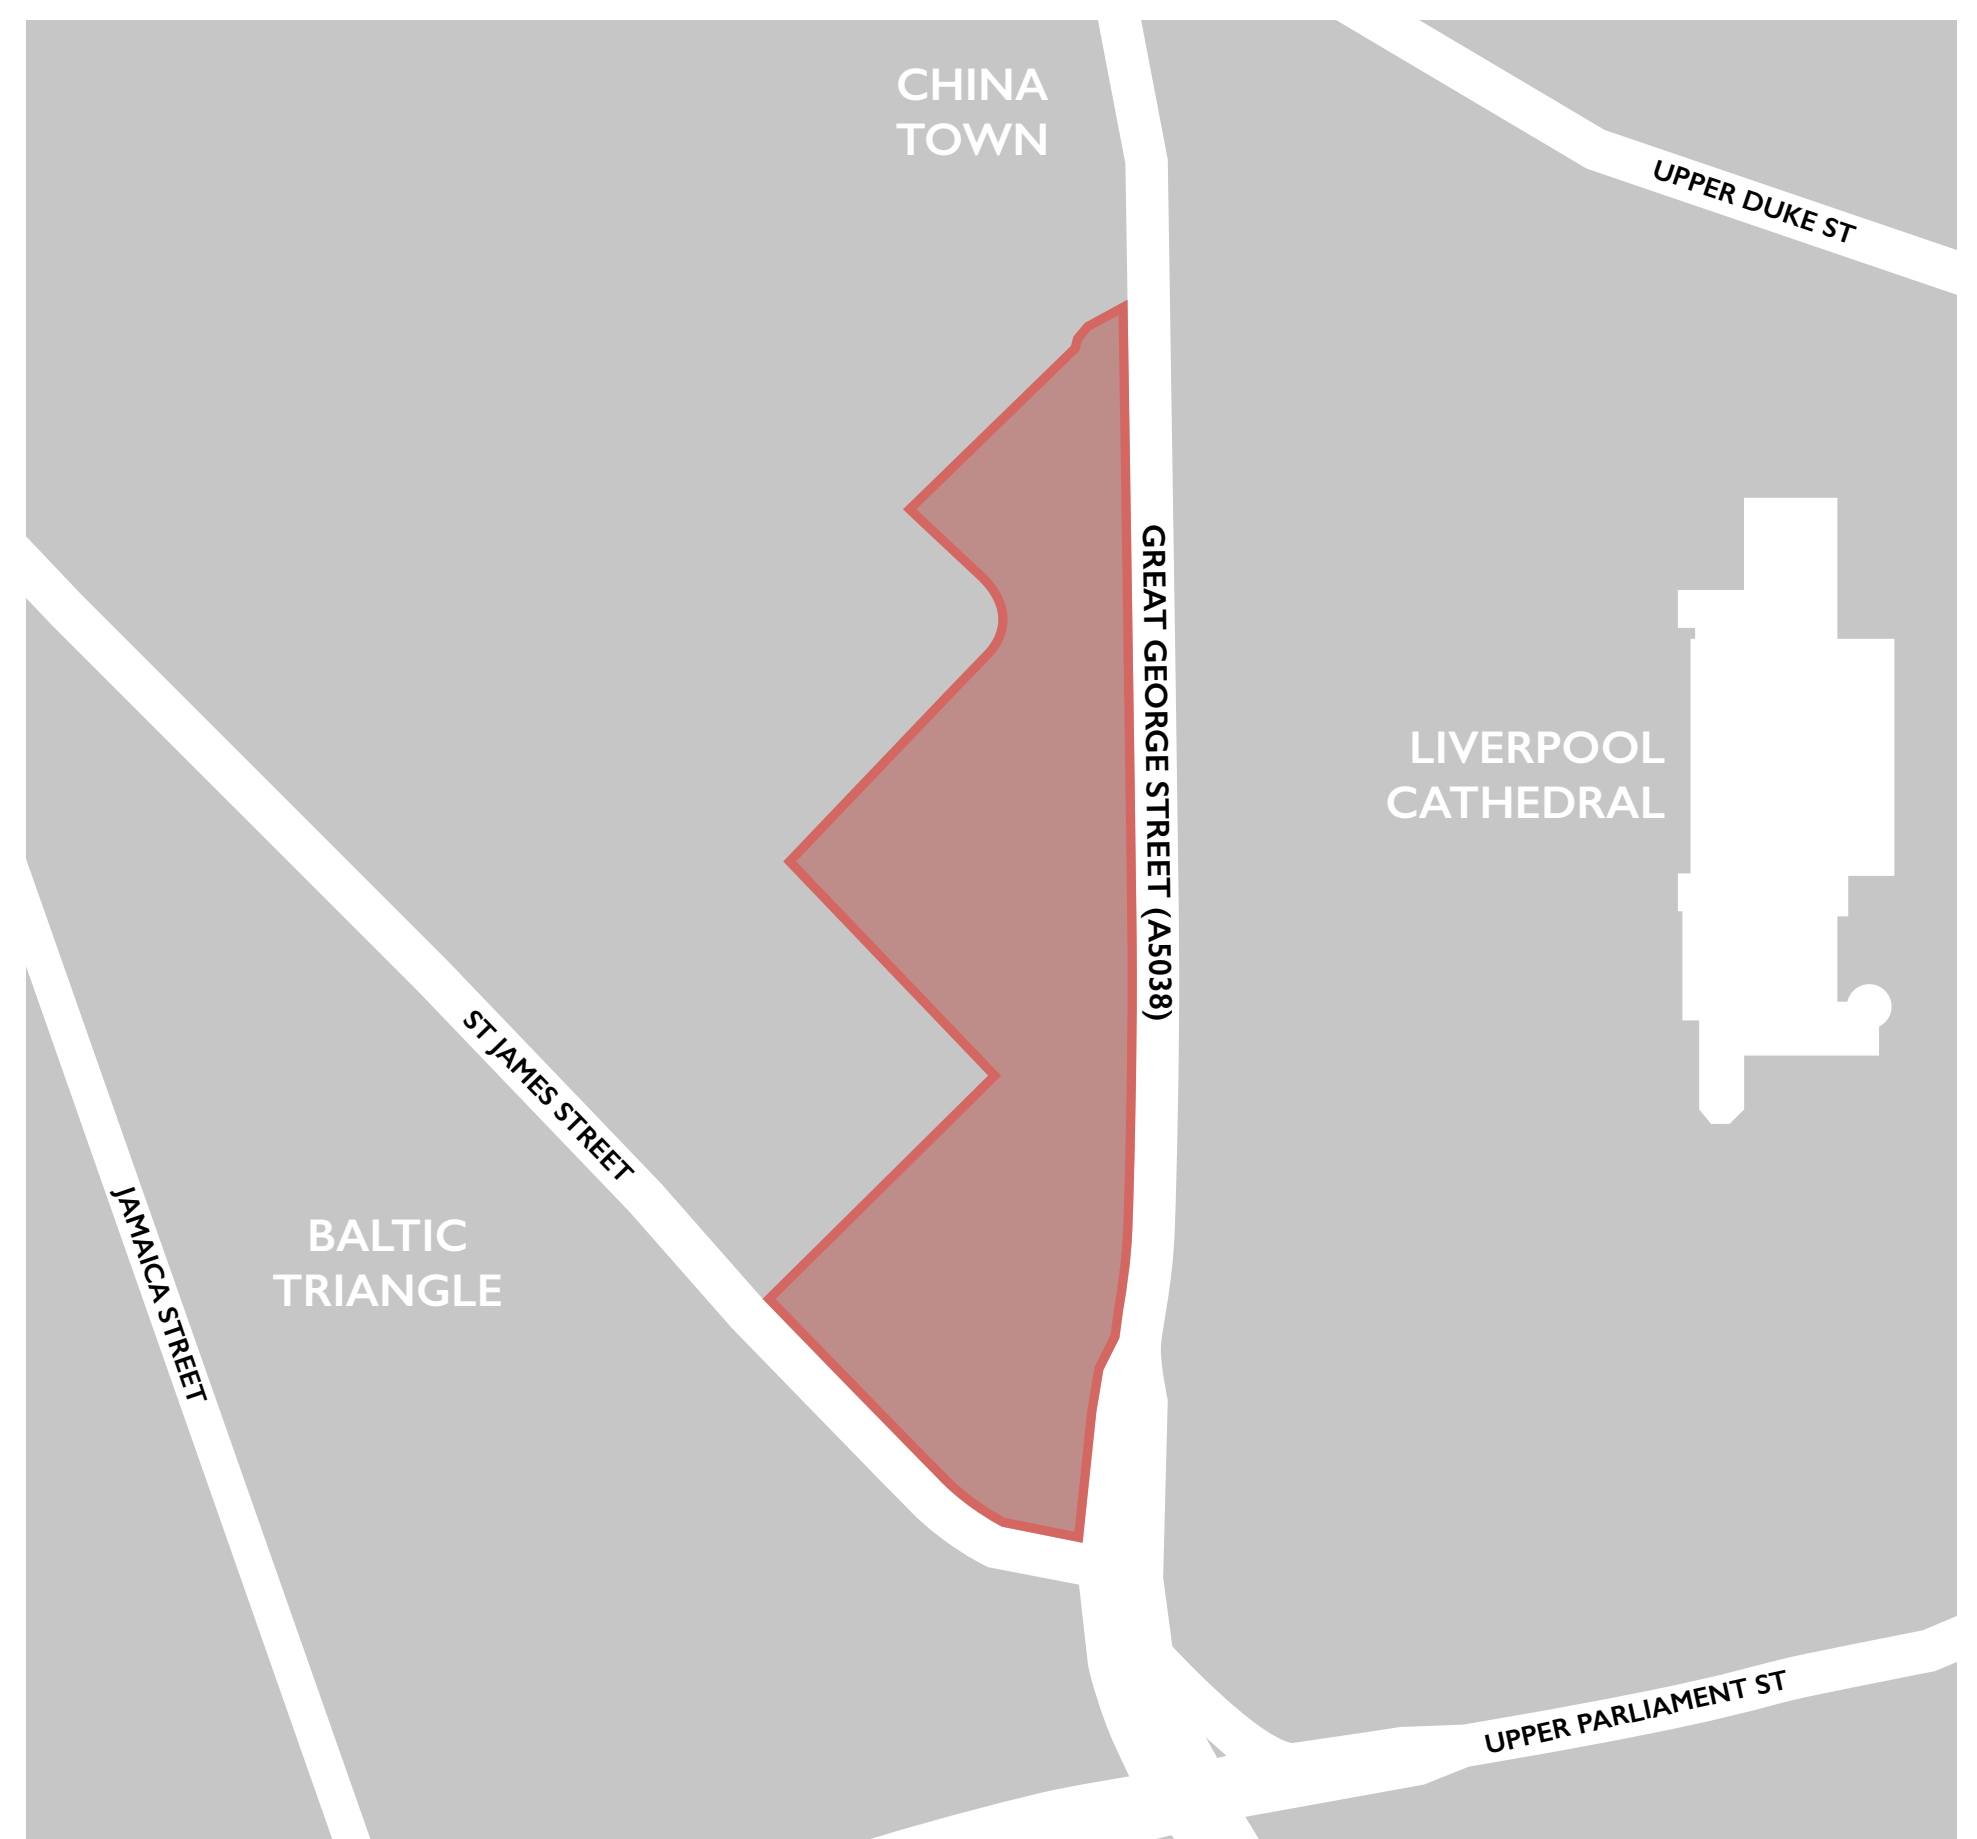 CHINA
TOWN
UPPER DUKE ST
GREAT GEORGE STREET (A5038)
LIVERPOOL
CATHEDRAL
ST JAMES STREET
BALTIC
TRIANGLE
JAMAICA STREET
UPPER PARLIAMENT ST